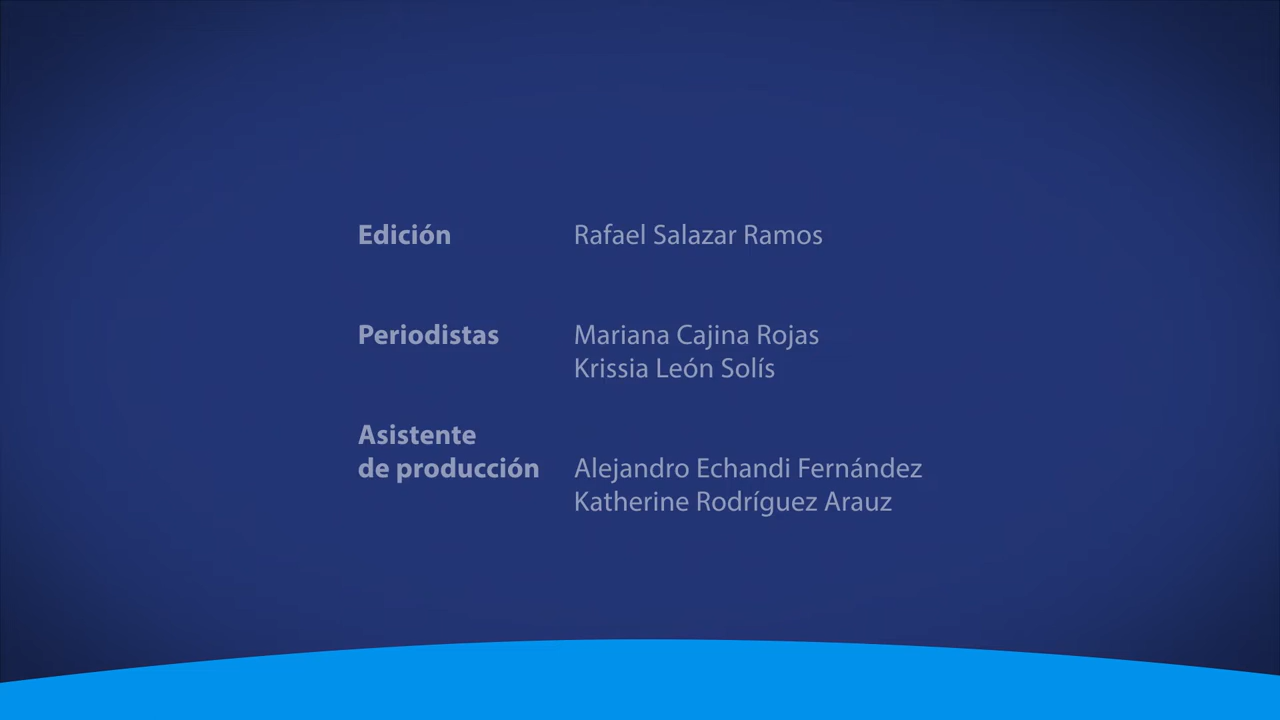 Edición Rafael Salazar Ramos
Periodistas Mariana Cajina Rojas
Krissia León Solís
Asistente
de producción Alejandro Echandi Fernández
Katherine Rodríguez Arauz